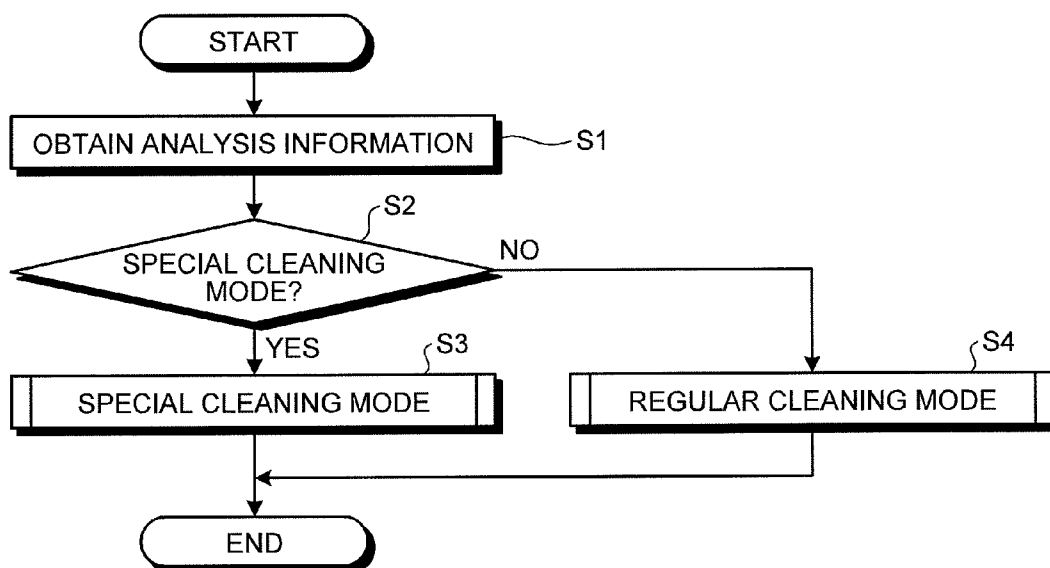 START
OBTAIN ANALYSIS INFORMATION
S1
S2
SPECIAL CLEANING
MODE?
NO
YES
S3
SPECIAL CLEANING MODE
S4
REGULAR CLEANING MODE
END